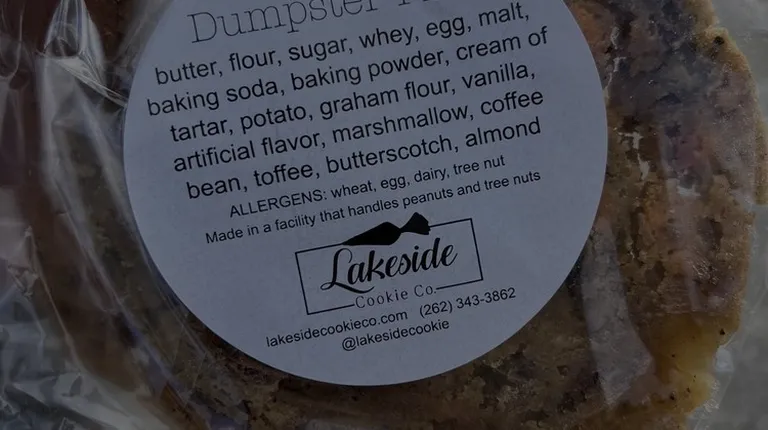 Dumpster
butter, flour, sugar, whey, egg, malt,
baking soda, baking powder, cream of
tartar, potato, graham flour, vanilla,
artificial flavor, marshmallow, coffee
bean, toffee, butterscotch, almond
ALLERGENS: wheat, egg, dairy, tree nut
Made in a facility that handles peanuts and tree nuts
Lakeside
Cookie Co.
lakesidecookieco.com (262) 343-3862
@lakesidecookie